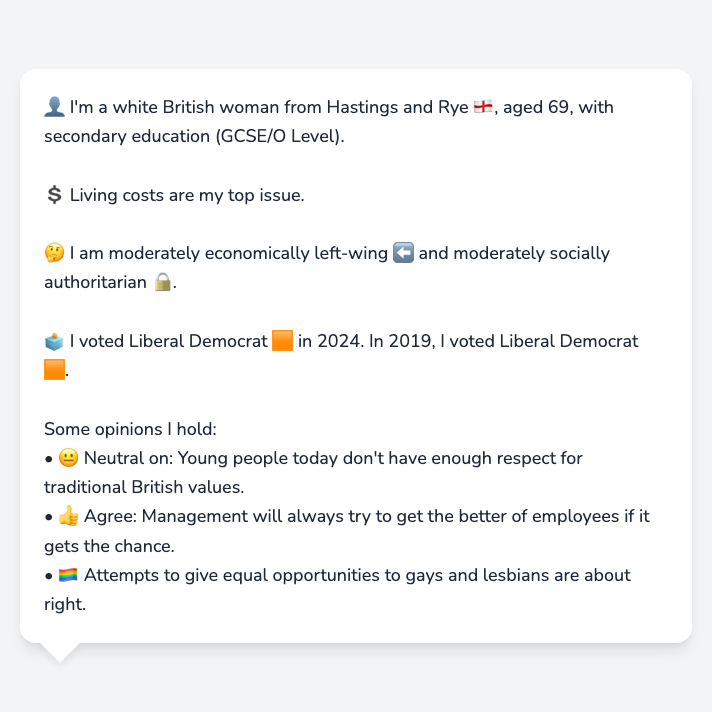 👤 I'm a white British woman from Hastings and Rye 🏴󠁧󠁢󠁥󠁮󠁧󠁿, aged 69, with
secondary education (GCSE/O Level).
💲 Living costs are my top issue.
🤔 I am moderately economically left-wing ⬅️ and moderately socially
authoritarian 🔒.
🗳️ I voted Liberal Democrat 🟧 in 2024. In 2019, I voted Liberal Democrat
🟧.
Some opinions I hold:
• 😐 Neutral on: Young people today don't have enough respect for
traditional British values.
• 👍 Agree: Management will always try to get the better of employees if it
gets the chance.
• 🏳️‍🌈 Attempts to give equal opportunities to gays and lesbians are about
right.